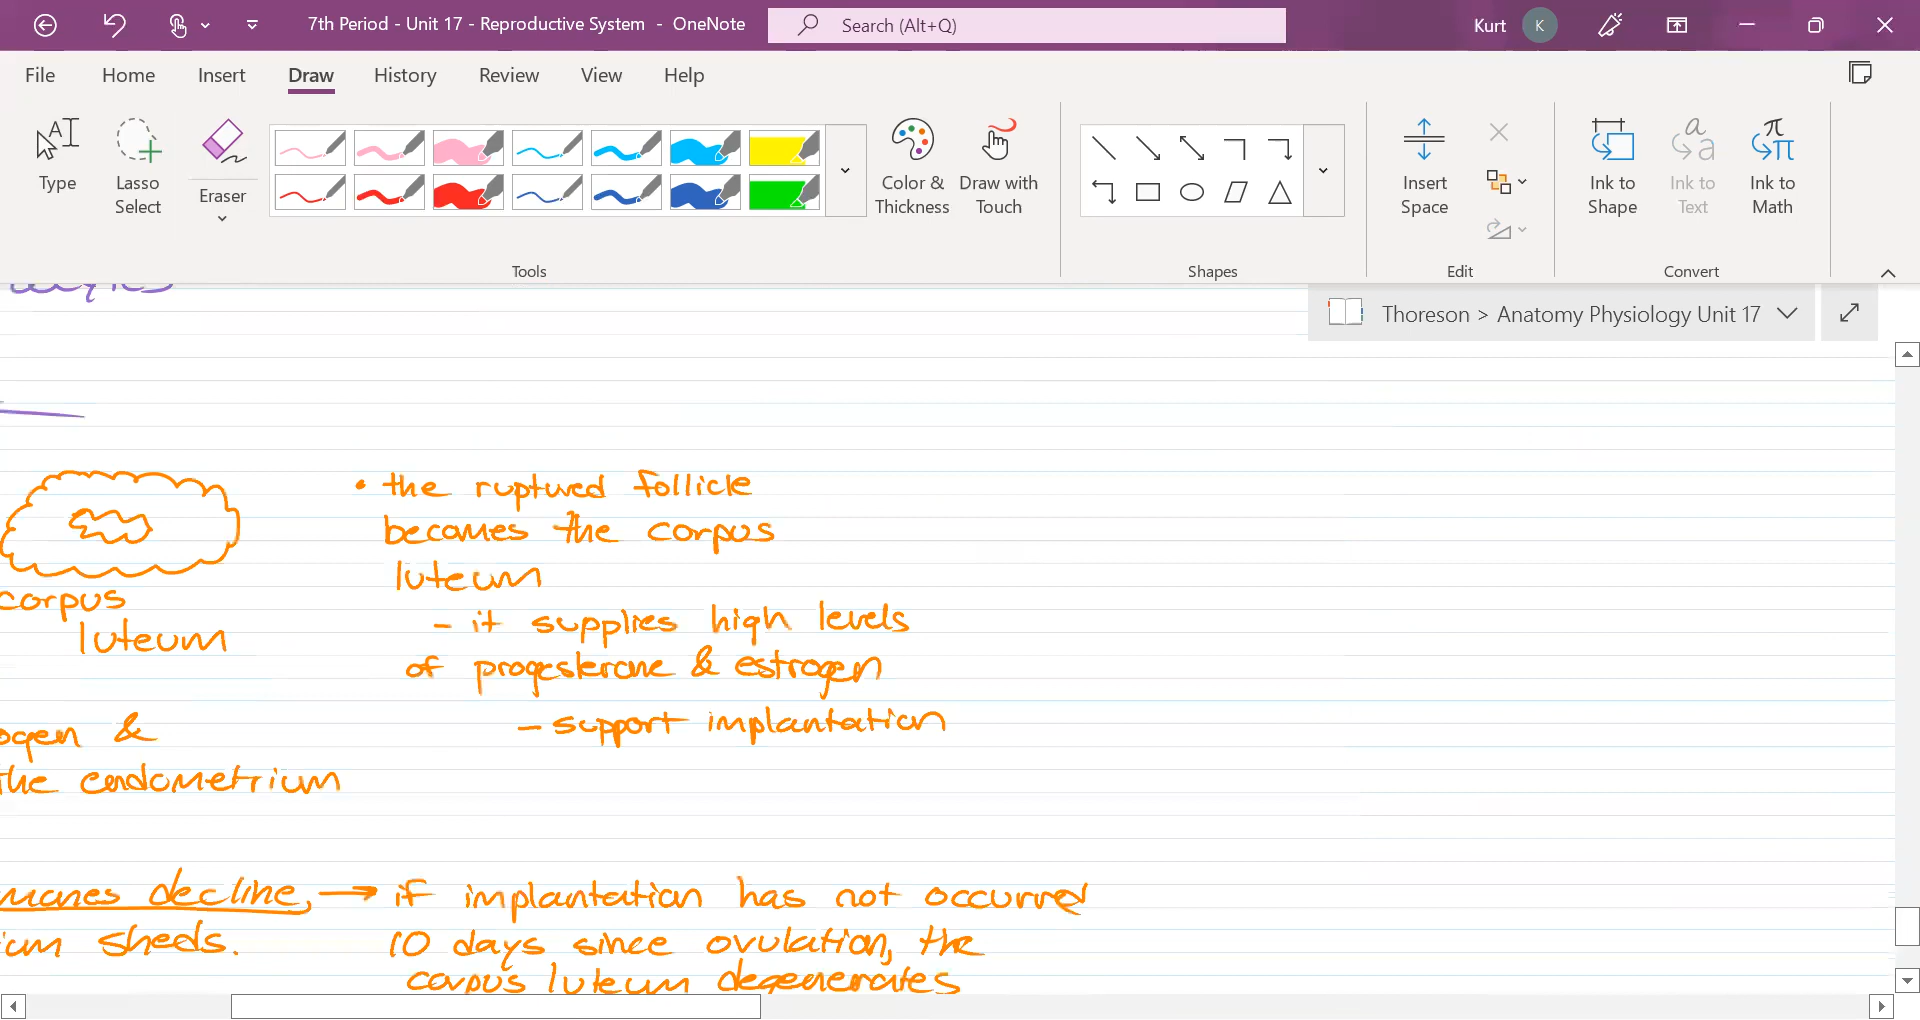 7th Period - Unit 17 - Reproductive System - OneNote
Search (Alt+Q)
Kurt
K
File Home Insert Draw History Review View Help
Type
Lasso Select
Eraser
Color & Thickness
Draw with Touch
Insert Space
Ink to Shape
Ink to Text
Ink to Math
Tools
Shapes
Edit
Convert
Thoreson > Anatomy Physiology Unit 17
• the ruptured follicle
becomes the corpus
luteum
- it supplies high levels
of progesterone & estrogen
- support implantation
corpus
luteum
ogen &
the endometrium
mones decline, → if implantation has not occurred
ium sheds. 10 days since ovulation, the
corpus luteum degenerates